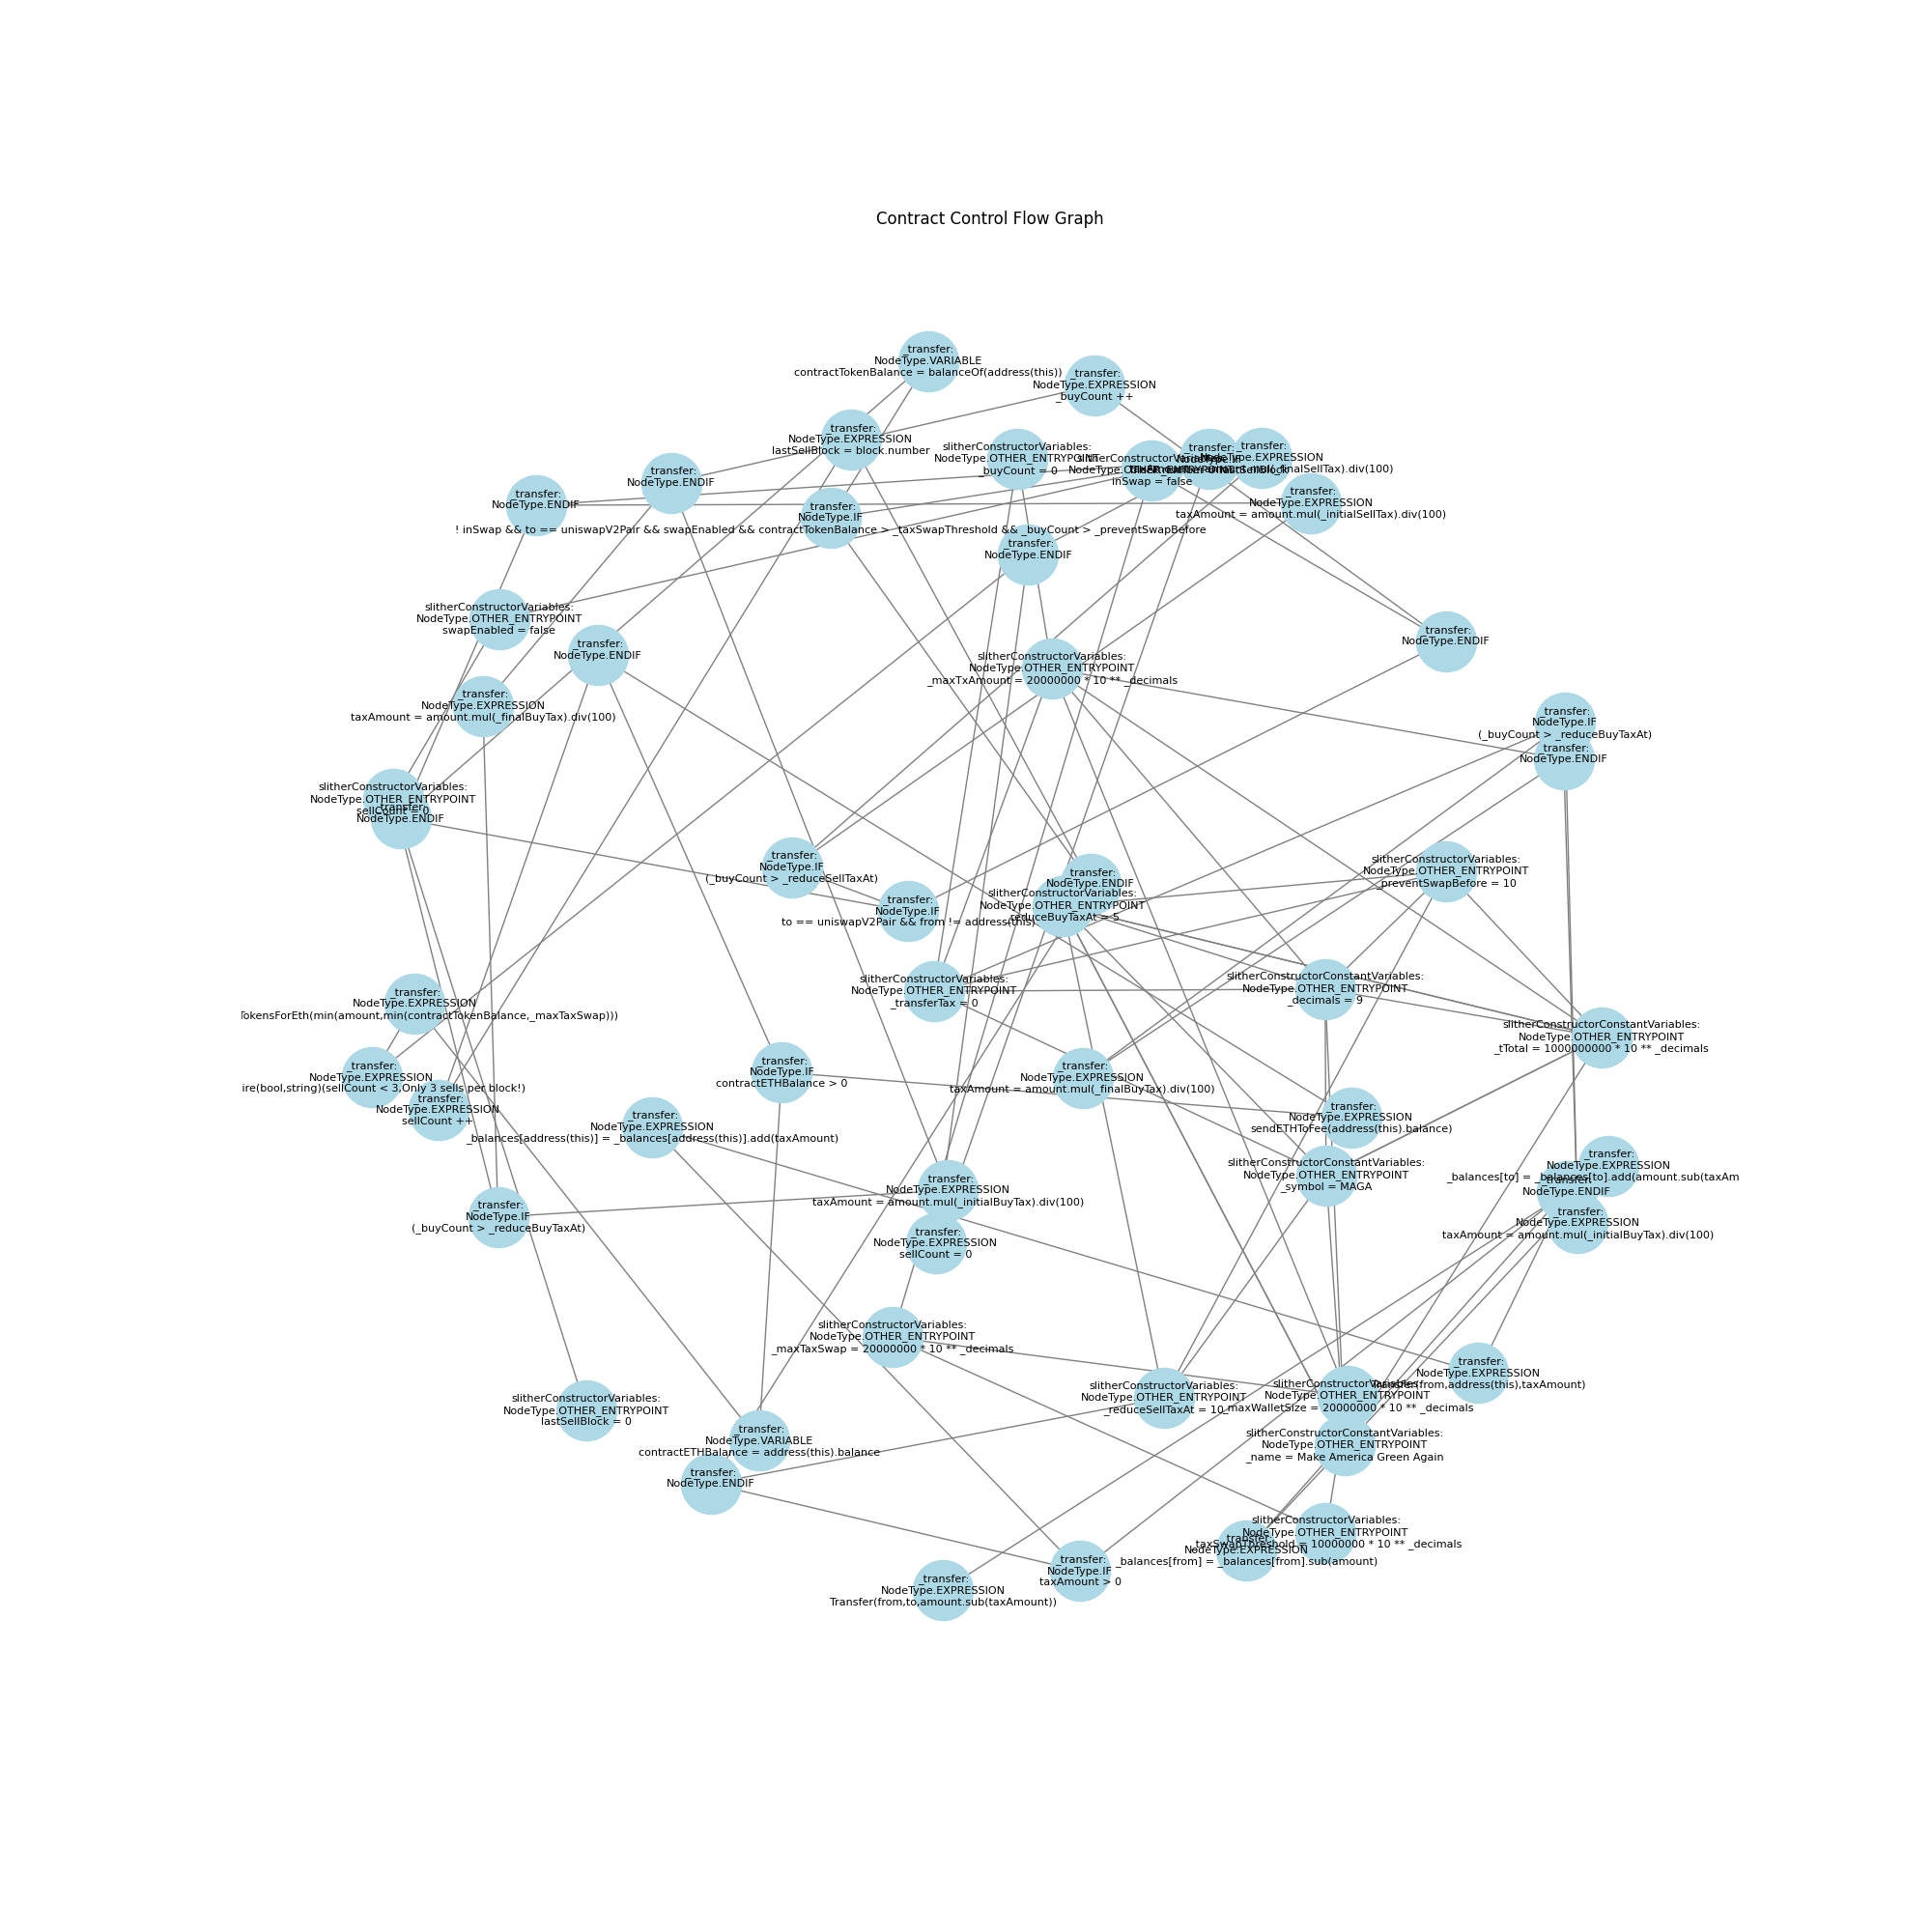 Contract Control Flow Graph
_transfer:
NodeType.VARIABLE
contractTokenBalance = balanceOf(address(this))
_transfer:
NodeType.EXPRESSION
_buyCount ++
_transfer:
NodeType.EXPRESSION
lastSellBlock = block.number
slitherConstructorVariables:
NodeType.OTHER_ENTRYPOINT
_buyCount = 0
inSwap = false
_transfer:
_transfer:
NodeType.EXPRESSION
_transfer:
NodeType.ENDIF
_transfer:
NodeType.ENDIF
_transfer:
NodeType.EXPRESSION
taxAmount = amount.mul(_initialSellTax).div(100)
_transfer:
NodeType.IF
! inSwap && to == uniswapV2Pair && swapEnabled && contractTokenBalance > _taxSwapThreshold && _buyCount > _preventSwapBefore
_transfer:
NodeType.ENDIF
slitherConstructorVariables:
NodeType.OTHER_ENTRYPOINT
swapEnabled = false
_transfer:
NodeType.ENDIF
_transfer:
NodeType.ENDIF
slitherConstructorVariables:
NodeType.OTHER_ENTRYPOINT
_maxTxAmount = 20000000 * 10 ** _decimals
_transfer:
NodeType.EXPRESSION
taxAmount = amount.mul(_finalBuyTax).div(100)
_transfer:
NodeType.IF
(_buyCount > _reduceBuyTaxAt)
_transfer:
NodeType.ENDIF
slitherConstructorVariables:
NodeType.OTHER_ENTRYPOINT
sellCount = 0
_transfer:
NodeType.ENDIF
_transfer:
NodeType.IF
(_buyCount > _reduceSellTaxAt)
slitherConstructorVariables:
NodeType.OTHER_ENTRYPOINT
_preventSwapBefore = 10
_transfer:
NodeType.ENDIF
_transfer:
NodeType.IF
to == uniswapV2Pair && from != address(this)
slitherConstructorVariables:
NodeType.OTHER_ENTRYPOINT
_reduceBuyTaxAt = 5
slitherConstructorVariables:
NodeType.OTHER_ENTRYPOINT
_transferTax = 0
slitherConstructorConstantVariables:
NodeType.OTHER_ENTRYPOINT
_decimals = 9
_transfer:
NodeType.EXPRESSION
TokensForEth(min(amount,min(contractTokenBalance,_maxTaxSwap)))
slitherConstructorConstantVariables:
NodeType.OTHER_ENTRYPOINT
_tTotal = 1000000000 * 10 ** _decimals
_transfer:
NodeType.EXPRESSION
ire(bool,string)(sellCount < 3,Only 3 sells per block!)
_transfer:
NodeType.IF
contractETHBalance > 0
_transfer:
NodeType.EXPRESSION
taxAmount = amount.mul(_finalBuyTax).div(100)
_transfer:
NodeType.EXPRESSION
sellCount ++
_transfer:
NodeType.EXPRESSION
_balances[address(this)] = _balances[address(this)].add(taxAmount)
_transfer:
NodeType.EXPRESSION
sendETHToFee(address(this).balance)
slitherConstructorConstantVariables:
NodeType.OTHER_ENTRYPOINT
_symbol = MAGA
_transfer:
NodeType.EXPRESSION
_balances[to] = _balances[to].add(amount.sub(taxAm
_transfer:
NodeType.ENDIF
_transfer:
NodeType.EXPRESSION
taxAmount = amount.mul(_initialBuyTax).div(100)
_transfer:
NodeType.EXPRESSION
taxAmount = amount.mul(_initialBuyTax).div(100)
_transfer:
NodeType.IF
(_buyCount > _reduceBuyTaxAt)
_transfer:
NodeType.EXPRESSION
sellCount = 0
slitherConstructorVariables:
NodeType.OTHER_ENTRYPOINT
_maxTaxSwap = 20000000 * 10 ** _decimals
_transfer:
NodeType.EXPRESSION
Transfer(from,address(this),taxAmount)
slitherConstructorVariables:
NodeType.OTHER_ENTRYPOINT
_reduceSellTaxAt = 10
slitherConstructorVariables:
NodeType.OTHER_ENTRYPOINT
_maxWalletSize = 20000000 * 10 ** _decimals
slitherConstructorVariables:
NodeType.OTHER_ENTRYPOINT
lastSellBlock = 0
_transfer:
NodeType.VARIABLE
contractETHBalance = address(this).balance
slitherConstructorConstantVariables:
NodeType.OTHER_ENTRYPOINT
_name = Make America Green Again
_transfer:
NodeType.ENDIF
slitherConstructorVariables:
NodeType.OTHER_ENTRYPOINT
_taxSwapThreshold = 10000000 * 10 ** _decimals
_transfer:
NodeType.EXPRESSION
_balances[from] = _balances[from].sub(amount)
_transfer:
NodeType.IF
taxAmount > 0
_transfer:
NodeType.EXPRESSION
Transfer(from,to,amount.sub(taxAmount))